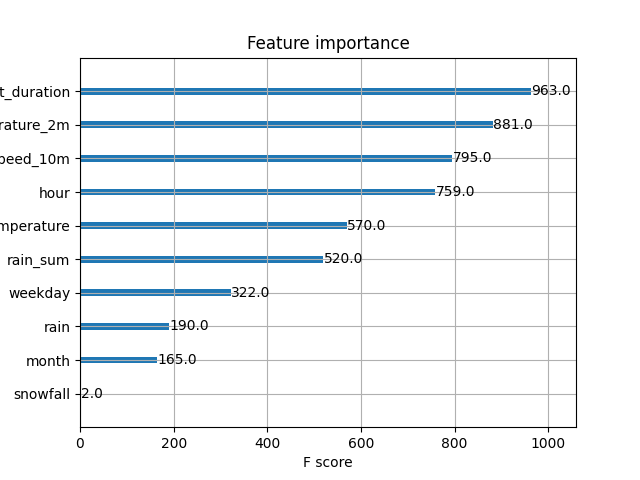 Feature importance
t_duration 963.0
rature_2m 881.0
peed_10m 795.0
hour 759.0
mperature 570.0
rain_sum 520.0
weekday 322.0
rain 190.0
month 165.0
snowfall 2.0
0 200 400 600 800 1000
F score